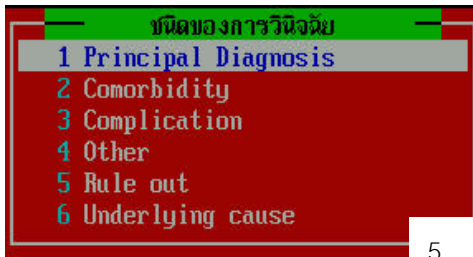 ชนิดของการวินิจฉัย
1 Principal Diagnosis
2 Comorbidity
3 Complication
4 Other
5 Rule out
6 Underlying cause
5